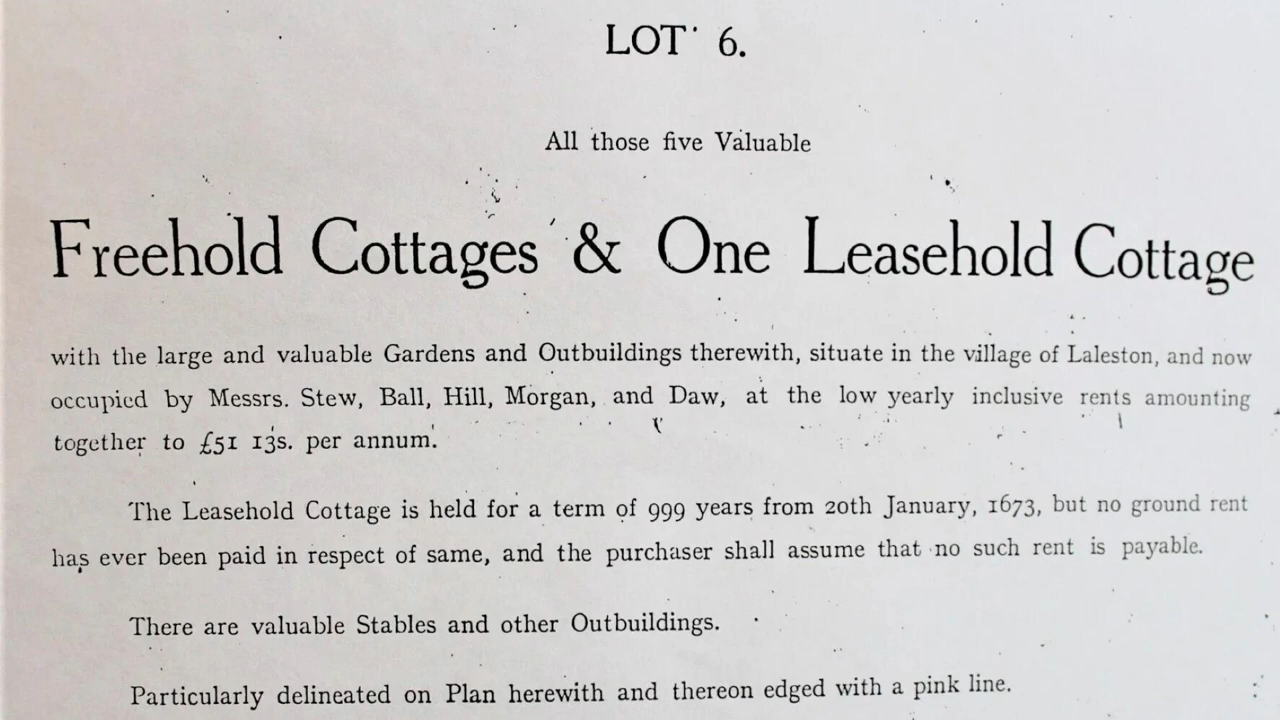 LOT 6.
All those five Valuable
Freehold Cottages & One Leasehold Cottage
with the large and valuable Gardens and Outbuildings therewith, situate in the village of Laleston, and now
occupied by Messrs. Stew, Ball, Hill, Morgan, and Daw, at the low yearly inclusive rents amounting
together to £51 13s. per annum.
The Leasehold Cottage is held for a term of 999 years from 20th January, 1673, but no ground rent
has ever been paid in respect of same, and the purchaser shall assume that no such rent is payable.
There are valuable Stables and other Outbuildings.
Particularly delineated on Plan herewith and thereon edged with a pink line.